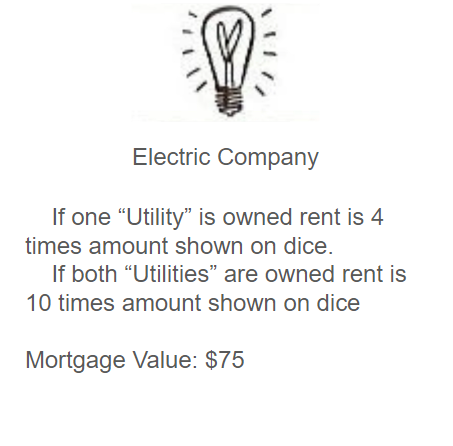 Electric Company
If one “Utility” is owned rent is 4
times amount shown on dice.
If both “Utilities” are owned rent is
10 times amount shown on dice
Mortgage Value: $75